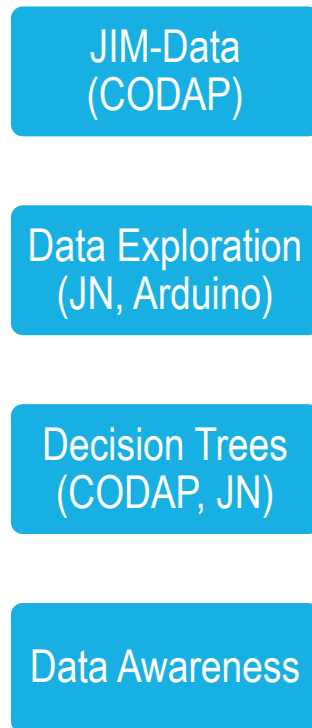 JIM-Data
(CODAP)
Data Exploration
(JN, Arduino)
Decision Trees
(CODAP, JN)
Data Awareness